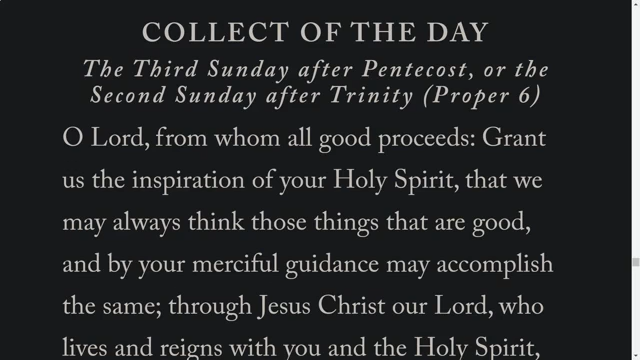 COLLECT OF THE DAY
The Third Sunday after Pentecost, or the
Second Sunday after Trinity (Proper 6)
O Lord, from whom all good proceeds: Grant
us the inspiration of your Holy Spirit, that we
may always think those things that are good,
and by your merciful guidance may accomplish
the same; through Jesus Christ our Lord, who
lives and reigns with you and the Holy Spirit,